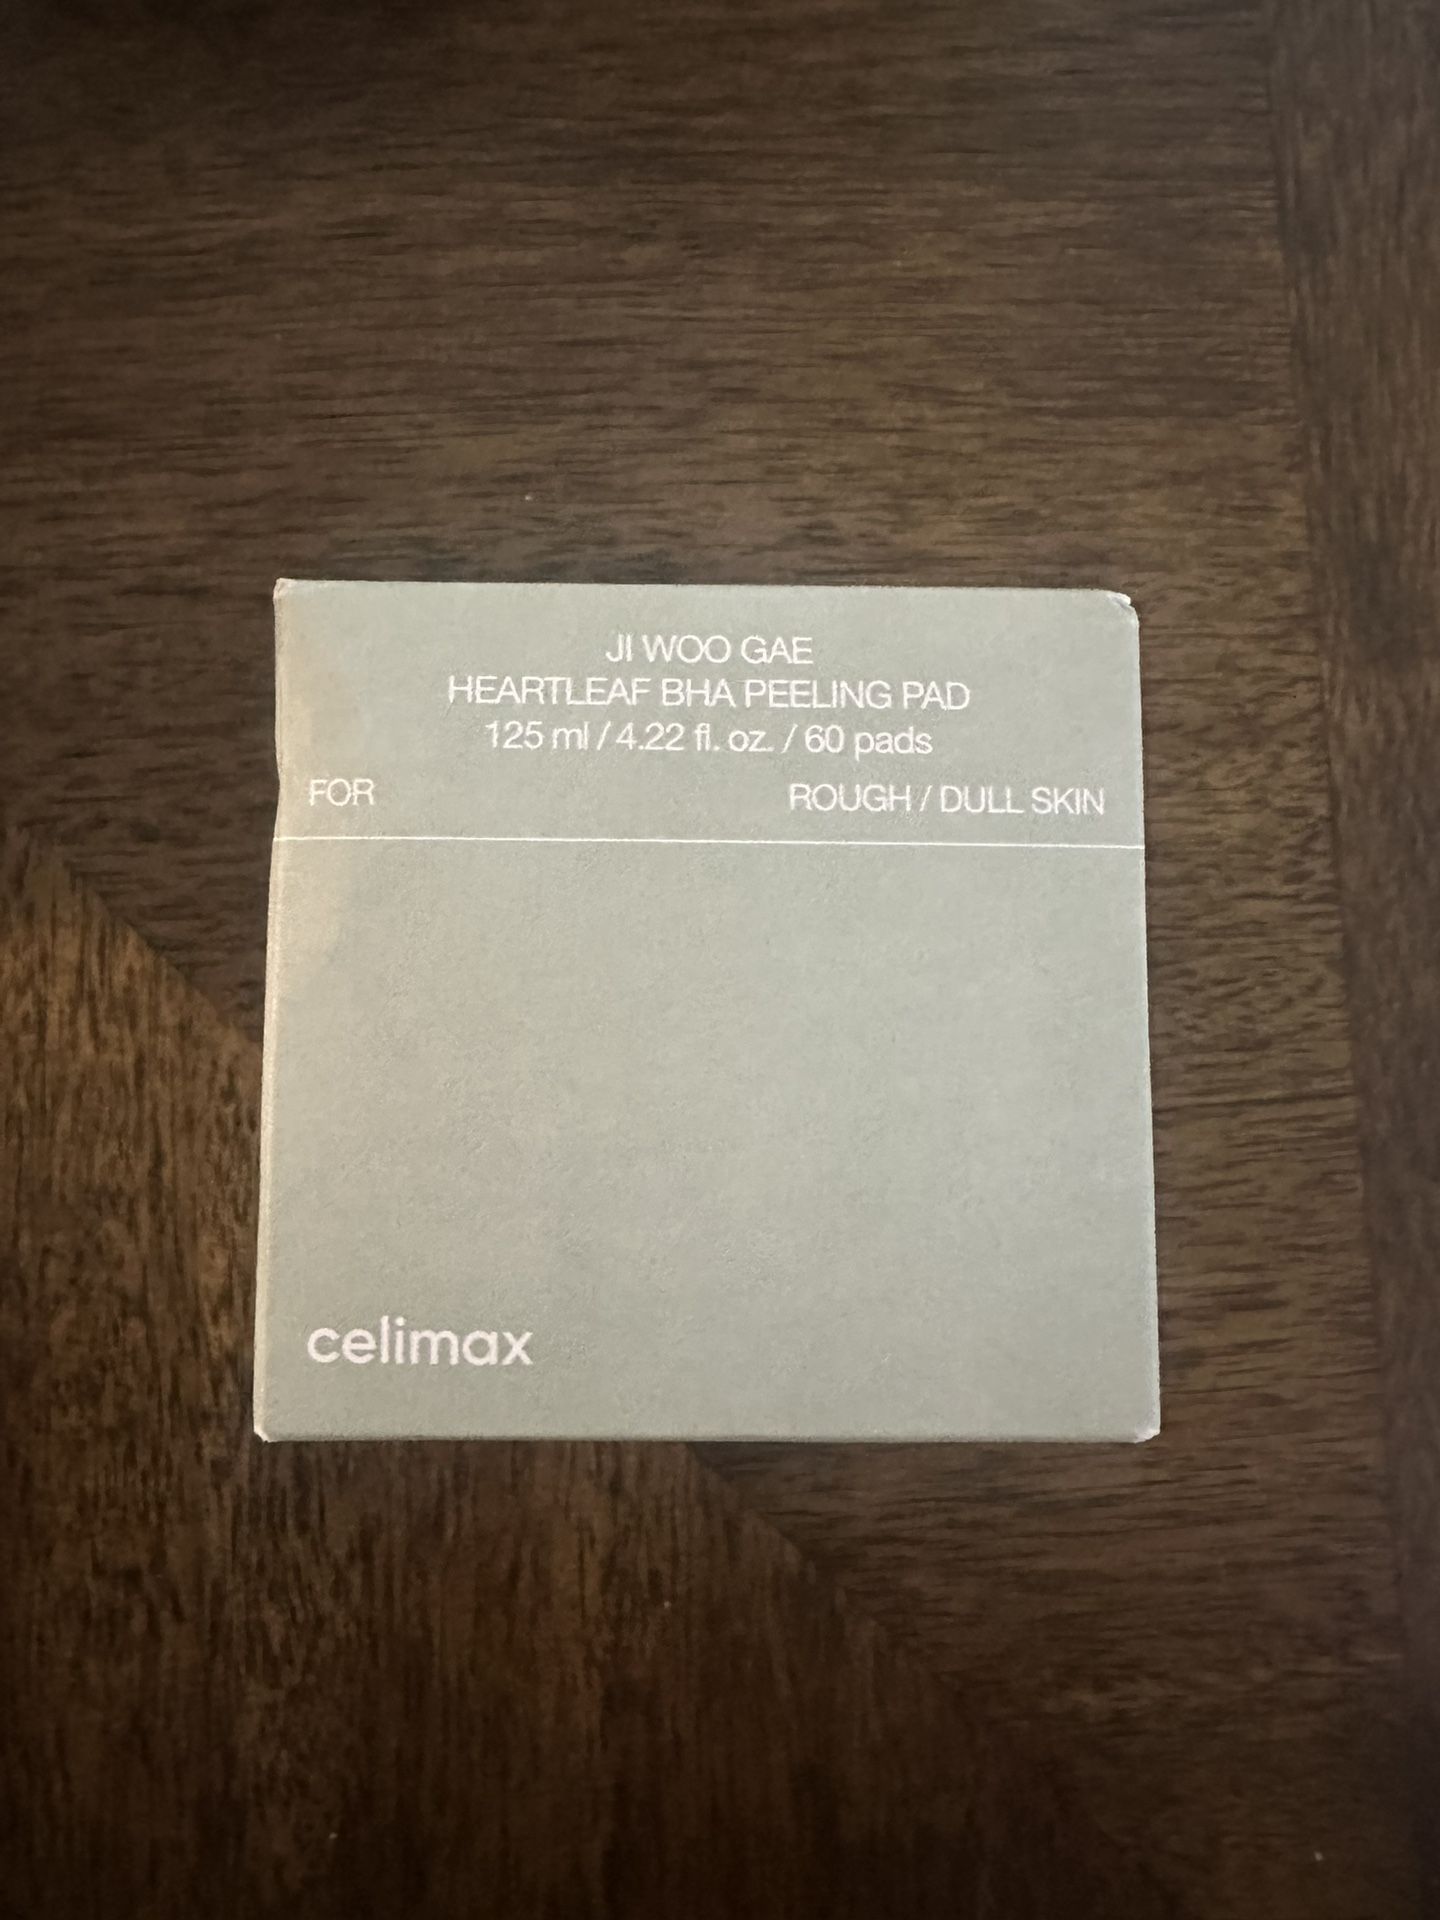 JI WOO GAE
HEARTLEAF BHA PEELING PAD
125 ml / 4.22 fl. oz. / 60 pads
FOR ROUGH / DULL SKIN
celimax